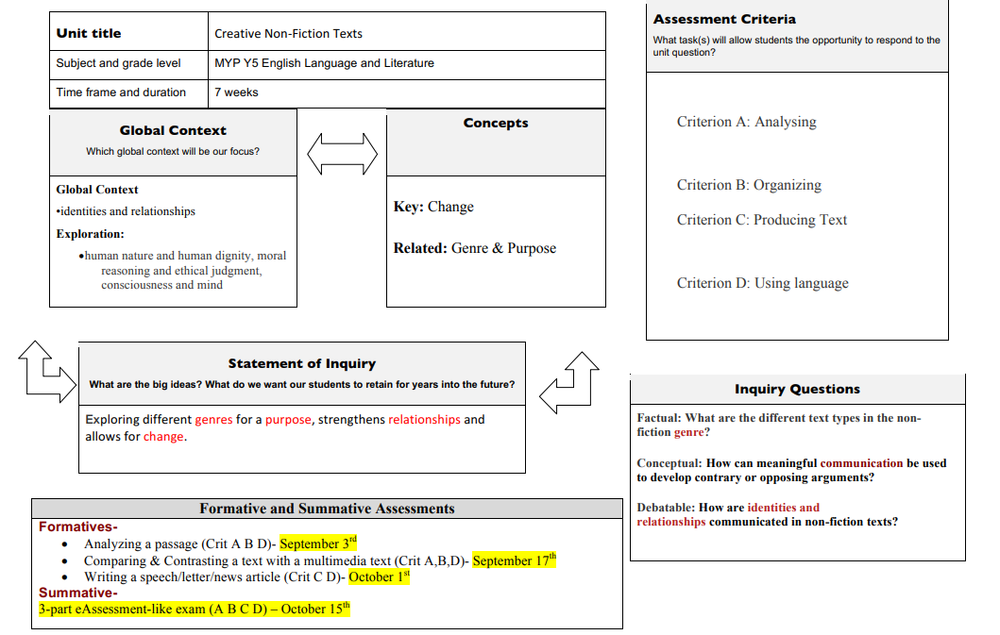 Unit title
Creative Non-Fiction Texts
Subject and grade level
MYP Y5 English Language and Literature
Time frame and duration
7 weeks
Global Context
Which global context will be our focus?
Global Context
•identities and relationships
Exploration:
•human nature and human dignity, moral
reasoning and ethical judgment,
consciousness and mind
Concepts
Key: Change
Related: Genre & Purpose
Assessment Criteria
What task(s) will allow students the opportunity to respond to the
unit question?
Criterion A: Analysing
Criterion B: Organizing
Criterion C: Producing Text
Criterion D: Using language
Statement of Inquiry
What are the big ideas? What do we want our students to retain for years into the future?
Exploring different genres for a purpose, strengthens relationships and
allows for change.
Inquiry Questions
Factual: What are the different text types in the non-
fiction genre?
Conceptual: How can meaningful communication be used
to develop contrary or opposing arguments?
Debatable: How are identities and
relationships communicated in non-fiction texts?
Formative and Summative Assessments
Formatives-
• Analyzing a passage (Crit A B D)- September 3rd
• Comparing & Contrasting a text with a multimedia text (Crit A,B,D)- September 17th
• Writing a speech/letter/news article (Crit C D)- October 1st
Summative-
3-part eAssessment-like exam (A B C D) – October 15th